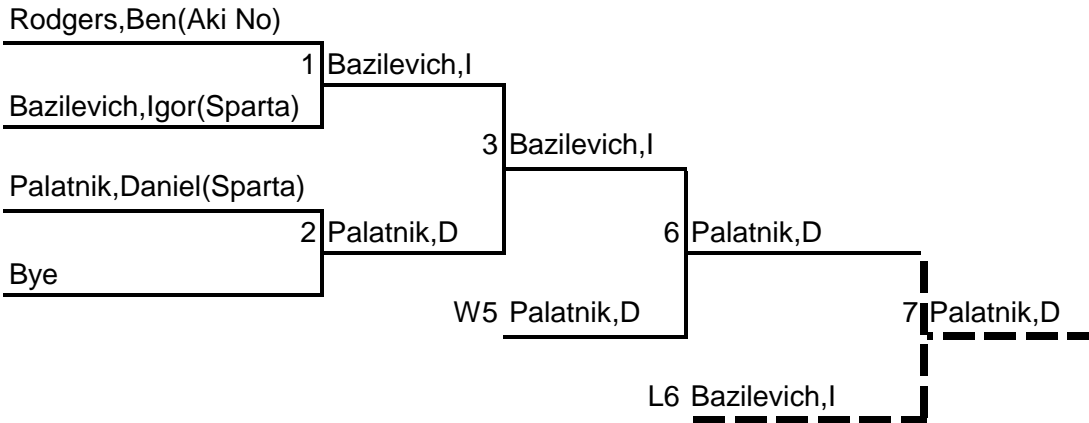 Rodgers,Ben(Aki No)
1 Bazilevich,I
Bazilevich,Igor(Sparta)
3 Bazilevich,I
Palatnik,Daniel(Sparta)
2 Palatnik,D
6 Palatnik,D
Bye
W5 Palatnik,D
7 Palatnik,D
L6 Bazilevich,I